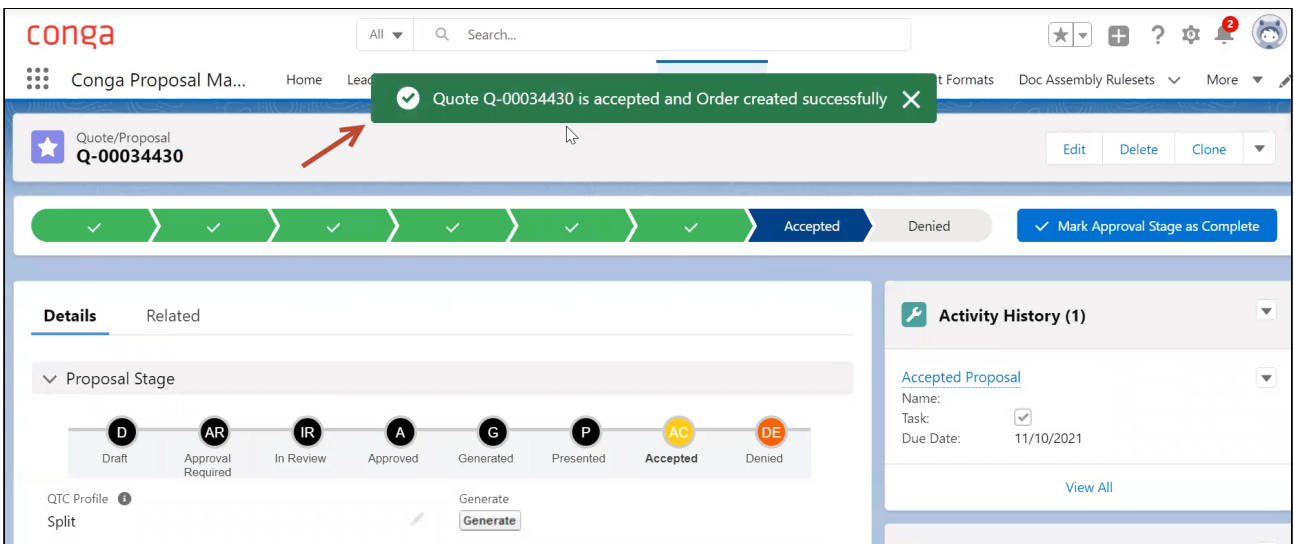 conga
All
Search...
2
Conga Proposal Ma...
Home
Lea
t Formats
Doc Assembly Rulesets
More
Quote Q-00034430 is accepted and Order created successfully
Quote/Proposal
Q-00034430
Edit
Delete
Clone
Accepted
Denied
Mark Approval Stage as Complete
Details
Related
Activity History (1)
Proposal Stage
D
AR
IR
A
G
P
AC
DE
Draft
Approval
Required
In Review
Approved
Generated
Presented
Accepted
Denied
QTC Profile
Split
Generate
Generate
Accepted Proposal
Name:
Task:
Due Date: 11/10/2021
View All